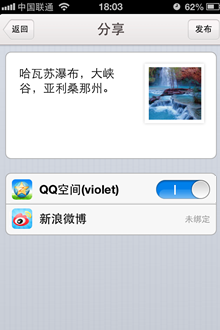 中国联通 18:03 62%
返回 分享 发布
哈瓦苏瀑布，大峡
谷，亚利桑那州。
QQ空间(violet)
新浪微博 未绑定